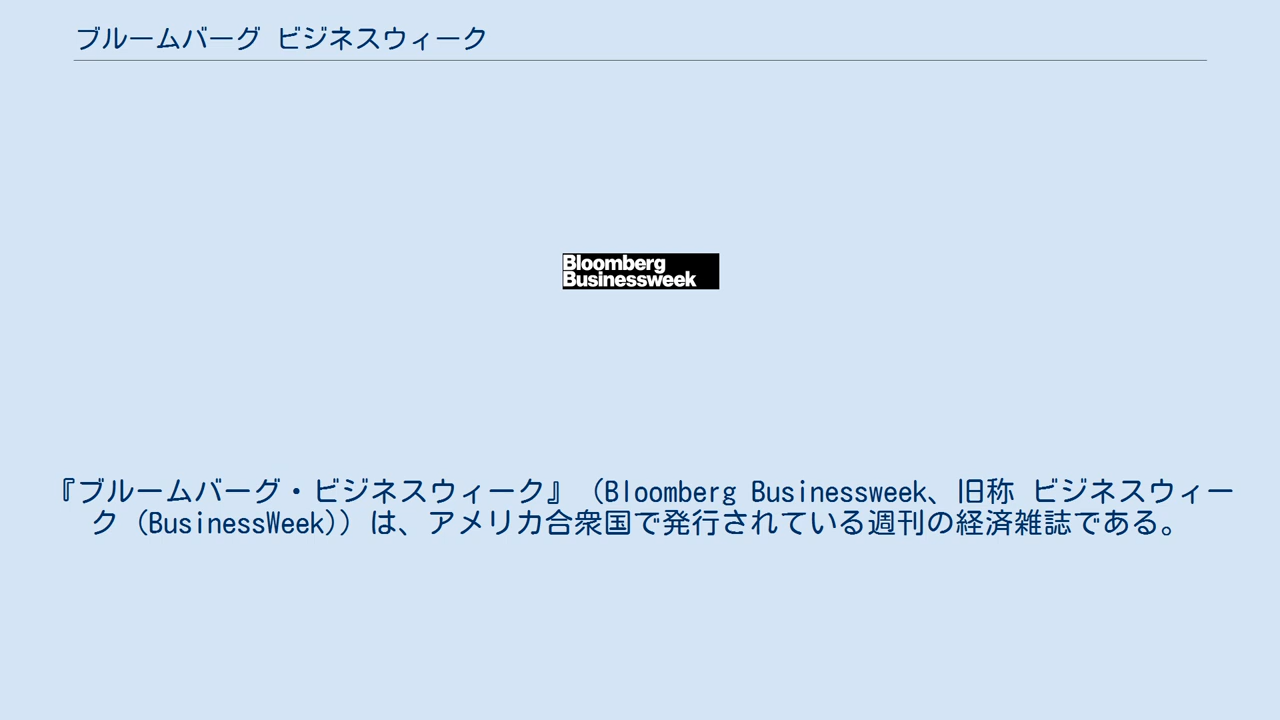 ブルームバーグ ビジネスウィーク
Bloomberg
Businessweek
『ブルームバーグ・ビジネスウィーク』（Bloomberg Businessweek、旧称 ビジネスウィー
ク（BusinessWeek)）は、アメリカ合衆国で発行されている週刊の経済雑誌である。